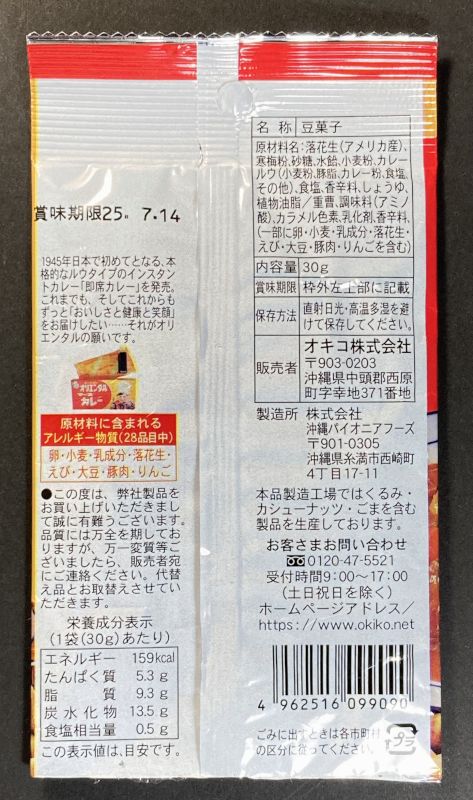 賞味期限25. 7.14
1945年日本で初めてとなる、本
格的なルウタイプのインスタン
トカレー「即席カレー」を発売。
これまでも、そしてこれからも
ずっと「おいしさと健康と笑顔」
をお届けしたい……それがオリ
エンタルの願いです。
オリエンタル
カレー
原材料に含まれる
アレルギー物質(28品目中)
卵・小麦・乳成分・落花生・
えび・大豆・豚肉・りんご
●この度は、弊社製品を
お買い上げいただきまし
て誠に有難うございます。
品質には万全を期してお
りますが、万一変質等ご
ざいましたら、販売者宛
にご連絡ください。代替
え品とお取替えさせてい
ただきます。
栄養成分表示
(1袋(30g)あたり)
エネルギー 159kcal
たんぱく質 5.3g
脂質 9.3g
炭水化物 13.5g
食塩相当量 0.5g
この表示値は、目安です。
名称 豆菓子
原材料名:落花生(アメリカ産)、
寒梅粉、砂糖、水飴、小麦粉、カレー
ルウ(小麦粉、豚脂、カレー粉、食塩、
その他)、食塩、香辛料、しょうゆ、
植物油脂/重曹、調味料(アミノ
酸)、カラメル色素、乳化剤、香辛料、
(一部に卵・小麦・乳成分・落花生・
えび・大豆・豚肉・りんごを含む)
内容量 30g
賞味期限 枠外左上部に記載
保存方法 直射日光・高温多湿を避
けて保存してください。
販売者 オキコ株式会社
〒903-0203
沖縄県中頭郡西原
町字幸地371番地
製造所 株式会社
沖縄パイオニアフーズ
〒901-0305
沖縄県糸満市西崎町
4丁目17-11
本品製造工場ではくるみ・
カシューナッツ・ごまを含む
製品を生産しております。
お客さまお問い合わせ
0120-47-5521
受付時間9:00~17:00
(土日祝日を除く)
ホームページアドレス/
https://www.okiko.net
4 962516 099090
ごみに出すときは各市町村
の区分に従ってください。
プラ